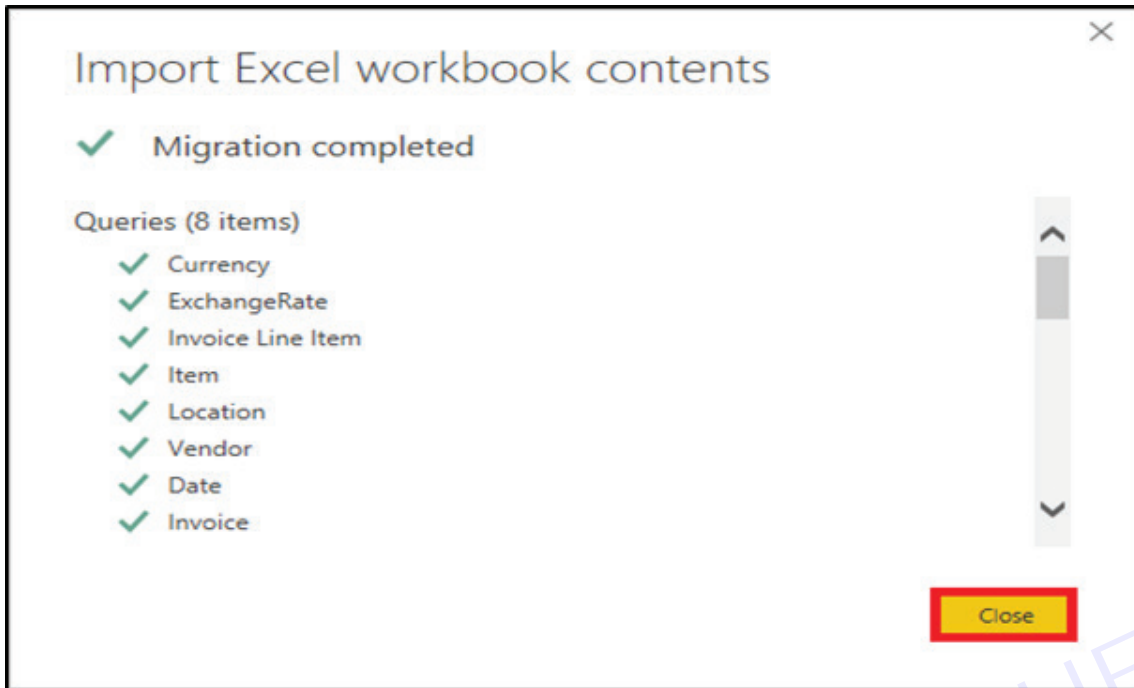 Import Excel workbook contents
Migration completed
Queries (8 items)
Currency
ExchangeRate
Invoice Line Item
Item
Location
Vendor
Date
Invoice
Close